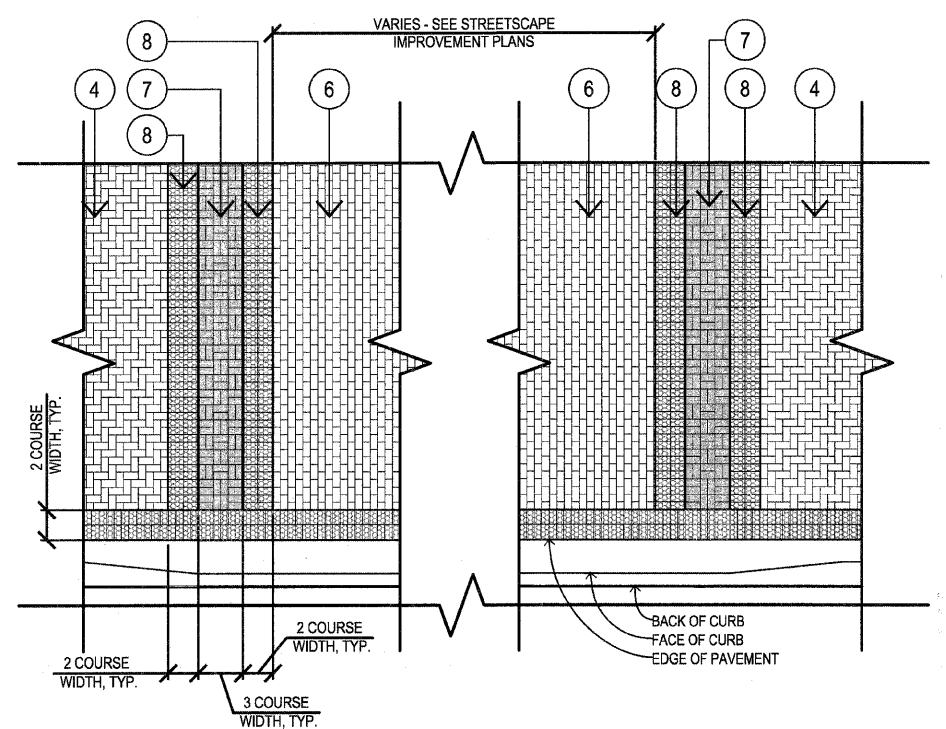 VARIES - SEE STREETSCAPE
IMPROVEMENT PLANS
8
7
4
7
6
6
8
8
4
8
2 COURSE
WIDTH, TYP.
BACK OF CURB
FACE OF CURB
EDGE OF PAVEMENT
2 COURSE
WIDTH, TYP.
2 COURSE
WIDTH, TYP.
3 COURSE
WIDTH, TYP.